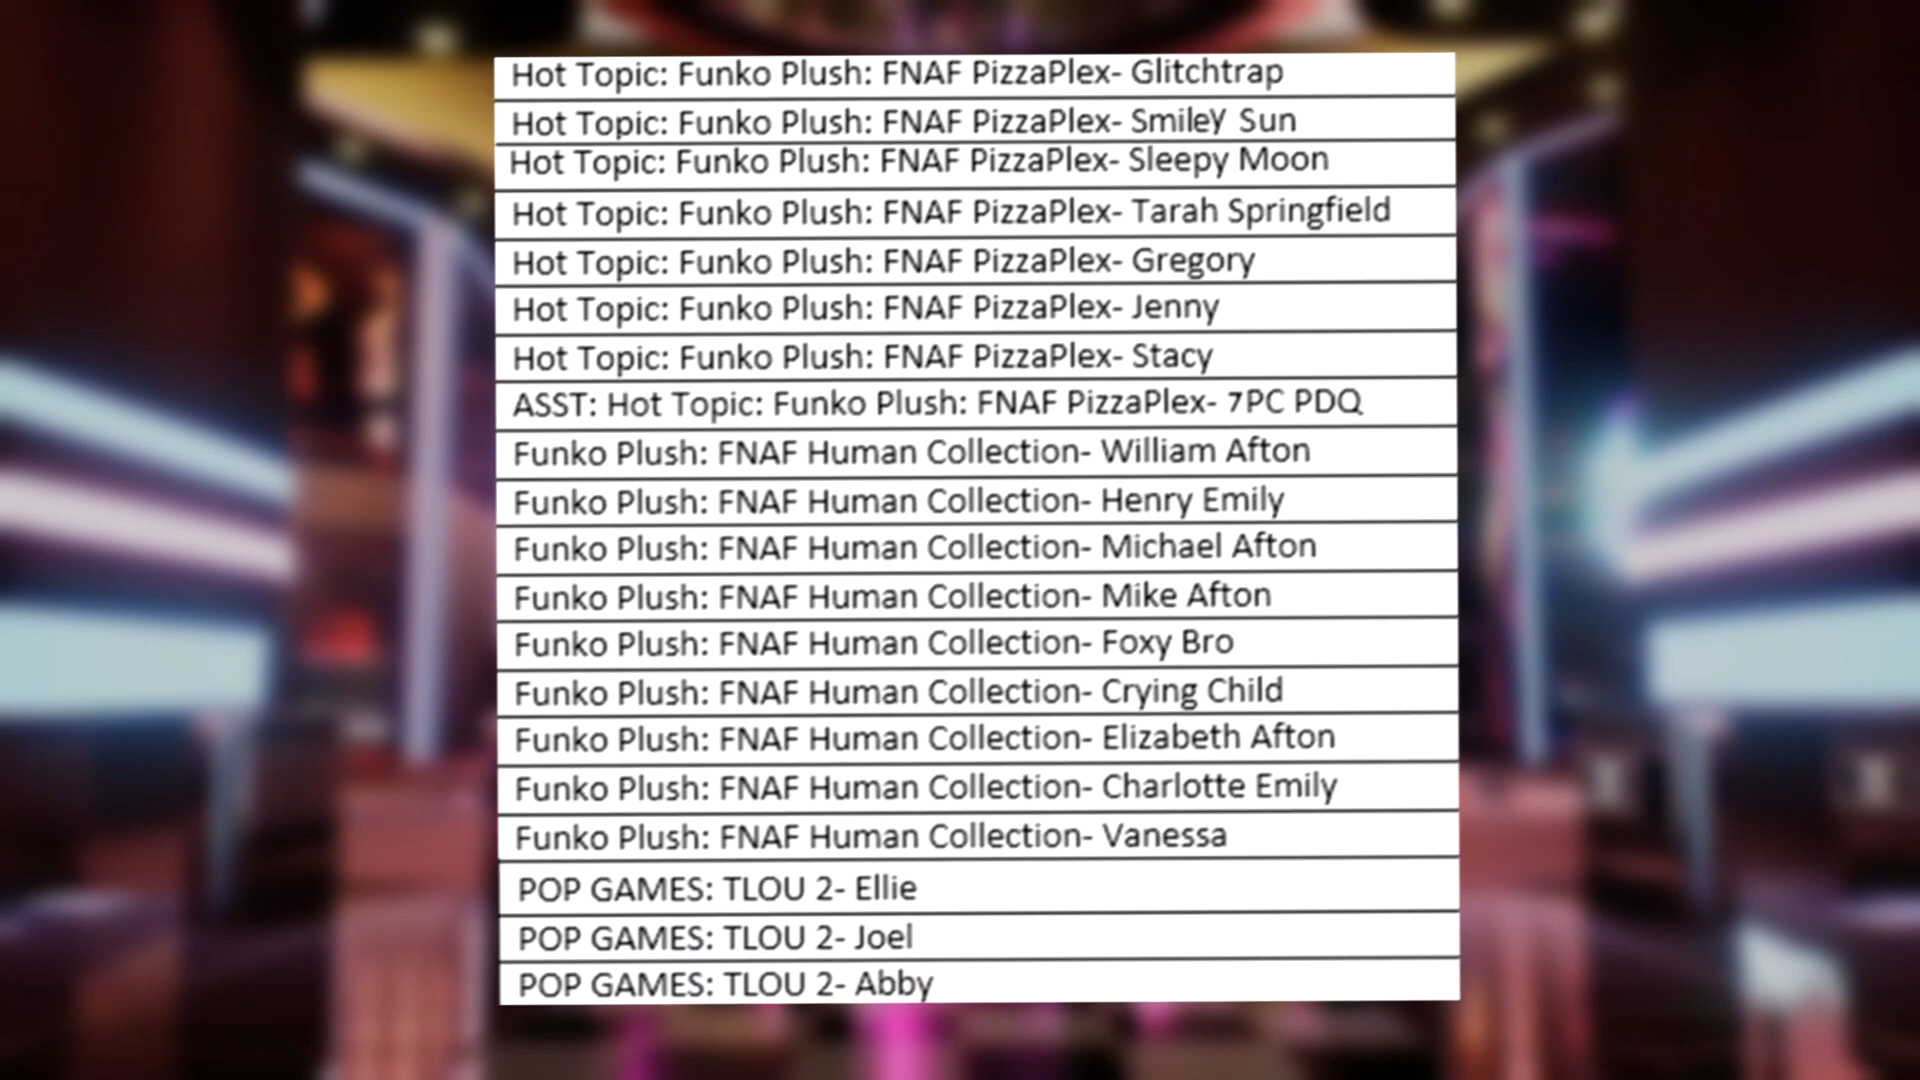 Hot Topic: Funko Plush: FNAF PizzaPlex- Glitchtrap
Hot Topic: Funko Plush: FNAF PizzaPlex- SmileY Sun
Hot Topic: Funko Plush: FNAF PizzaPlex- Sleepy Moon
Hot Topic: Funko Plush: FNAF PizzaPlex- Tarah Springfield
Hot Topic: Funko Plush: FNAF PizzaPlex- Gregory
Hot Topic: Funko Plush: FNAF PizzaPlex- Jenny
Hot Topic: Funko Plush: FNAF PizzaPlex- Stacy
ASST: Hot Topic: Funko Plush: FNAF PizzaPlex- 7PC PDQ
Funko Plush: FNAF Human Collection- William Afton
Funko Plush: FNAF Human Collection- Henry Emily
Funko Plush: FNAF Human Collection- Michael Afton
Funko Plush: FNAF Human Collection- Mike Afton
Funko Plush: FNAF Human Collection- Foxy Bro
Funko Plush: FNAF Human Collection- Crying Child
Funko Plush: FNAF Human Collection- Elizabeth Afton
Funko Plush: FNAF Human Collection- Charlotte Emily
Funko Plush: FNAF Human Collection- Vanessa
POP GAMES: TLOU 2- Ellie
POP GAMES: TLOU 2- Joel
POP GAMES: TLOU 2- Abby